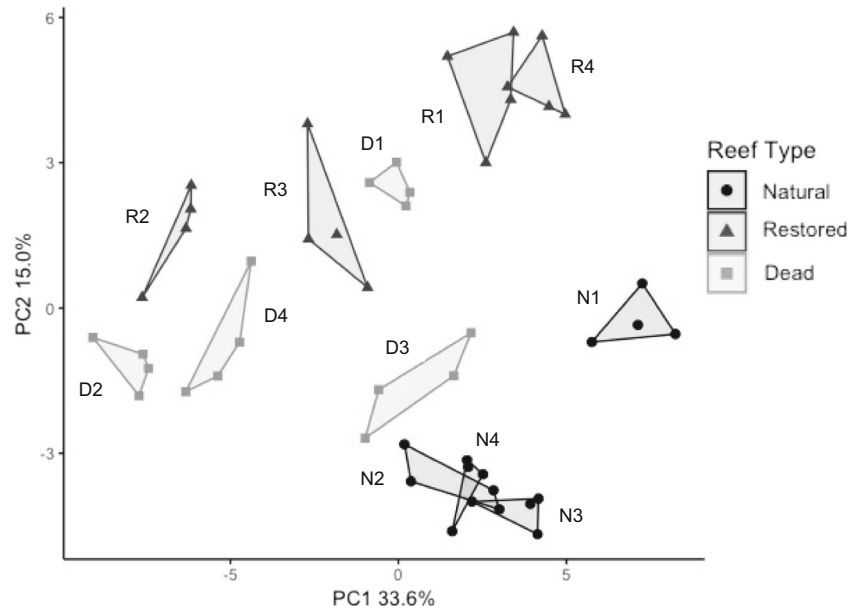 6
3
0
-3
PC2 15.0%
-5
0
5
PC1 33.6%
R1
R4
D1
R3
R2
D4
D2
D3
N1
N4
N2
N3
Reef Type
Natural
Restored
Dead